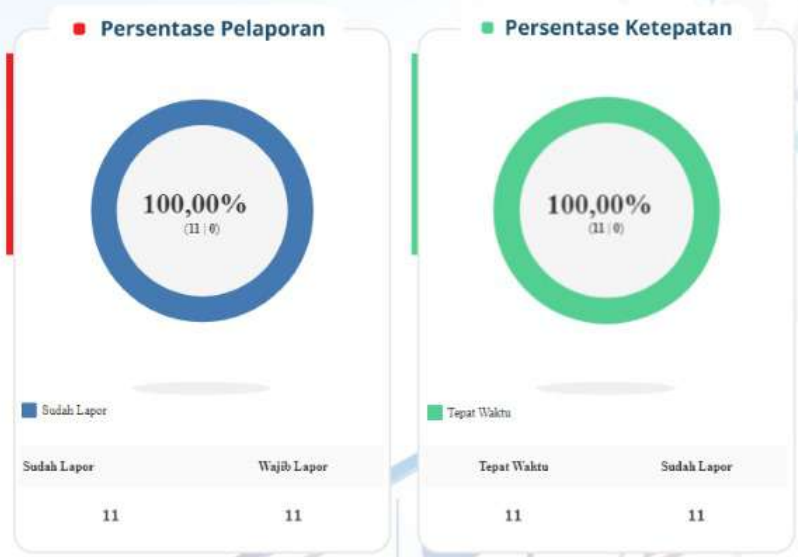 Persentase Pelaporan
100,00%
(11 | 0)
Sudah Lapor
Sudah Lapor Wajib Lapor
11 11
Persentase Ketepatan
100,00%
(11 | 0)
Tepat Waktu
Tepat Waktu Sudah Lapor
11 11